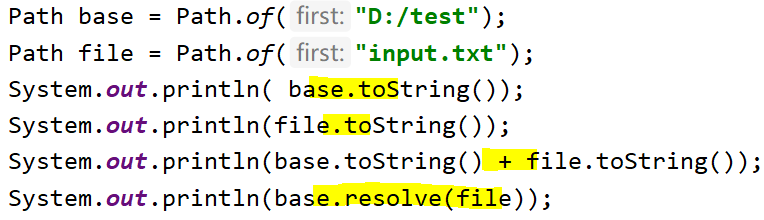 Path base = Path.of( first: "D:/test");
Path file = Path.of( first: "input.txt");
System.out.println( base.toString());
System.out.println(file.toString());
System.out.println(base.toString() + file.toString());
System.out.println(base.resolve(file));